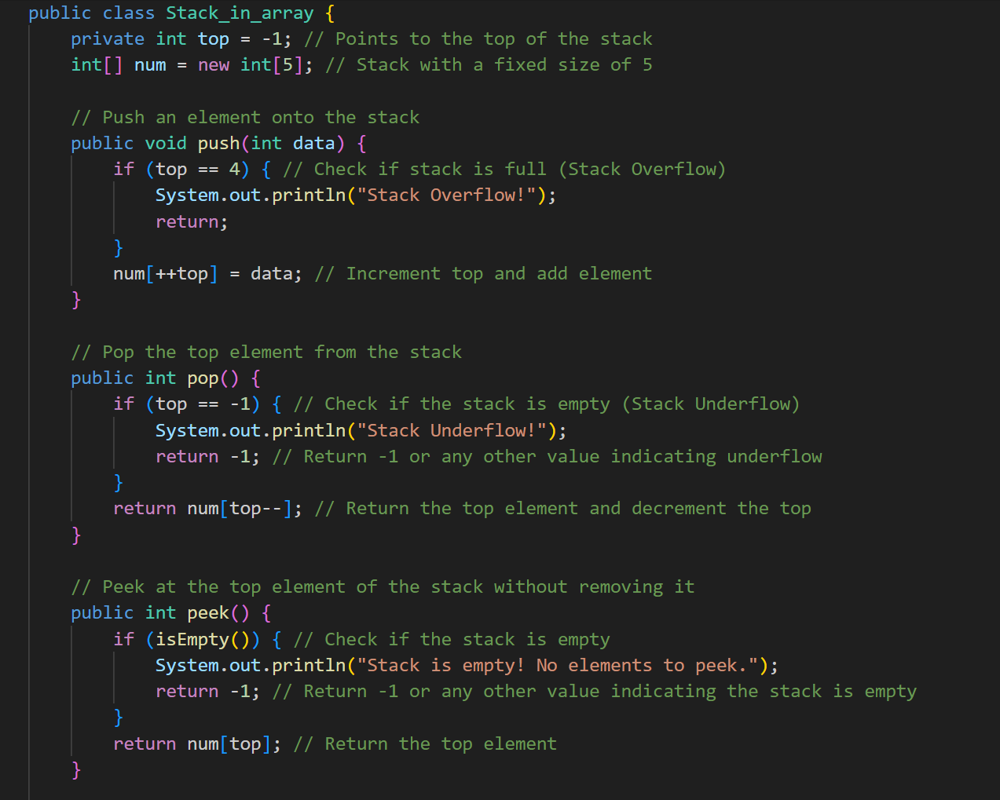 public class Stack_in_array {
    private int top = -1; // Points to the top of the stack
    int[] num = new int[5]; // Stack with a fixed size of 5

    // Push an element onto the stack
    public void push(int data) {
        if (top == 4) { // Check if stack is full (Stack Overflow)
            System.out.println("Stack Overflow!");
            return;
        }
        num[++top] = data; // Increment top and add element
    }

    // Pop the top element from the stack
    public int pop() {
        if (top == -1) { // Check if the stack is empty (Stack Underflow)
            System.out.println("Stack Underflow!");
            return -1; // Return -1 or any other value indicating underflow
        }
        return num[top--]; // Return the top element and decrement the top
    }

    // Peek at the top element of the stack without removing it
    public int peek() {
        if (isEmpty()) { // Check if the stack is empty
            System.out.println("Stack is empty! No elements to peek.");
            return -1; // Return -1 or any other value indicating the stack is empty
        }
        return num[top]; // Return the top element
    }